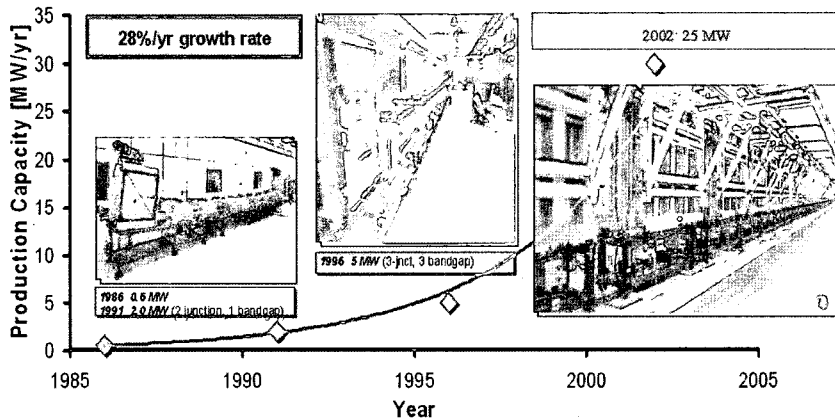 35
30
25
20
15
10
5
0
Production Capacity [MW/yr]
28%/yr growth rate
2002: 25 MW
1996 5 MW (3-jnct, 3 bandgap)
1986 0.6 MW
1991 2.0 MW (2 junction, 1 bandgap)
1985
1990
1995
2000
2005
Year